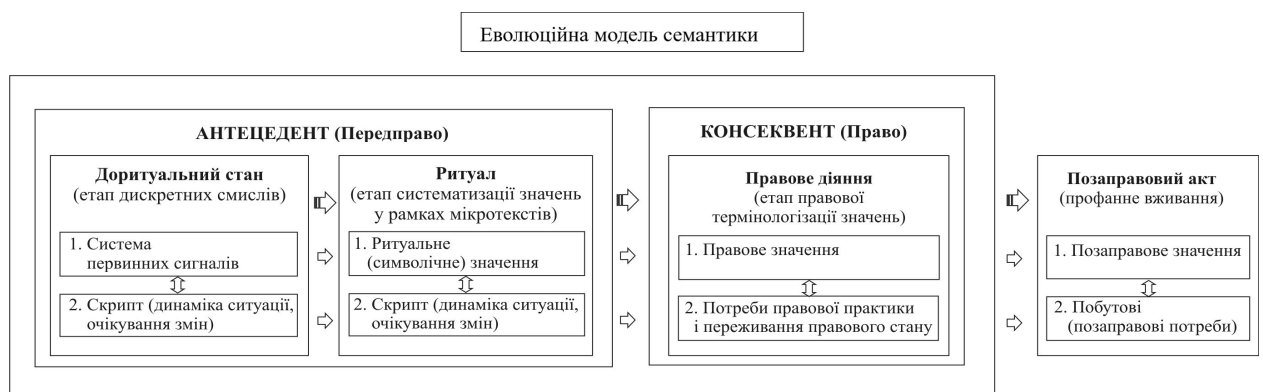 Еволюційна модель семантики
АНТЕЦЕДЕНТ (Передправо)
Доритуальний стан
(етап дискретних смислів)
1. Система
первинних сигналів
2. Скрипт (динаміка ситуації,
очікування змін)
Ритуал
(етап систематизації значень
у рамках мікротекстів)
1. Ритуальне
(символічне) значення
2. Скрипт (динаміка ситуації,
очікування змін)
КОНСЕКВЕНТ (Право)
Правове діяння
(етап правової
термінологізації значень)
1. Правове значення
2. Потреби правової практики
і переживання правового стану
Позаправовий акт
(профанне вживання)
1. Позаправове значення
2. Побутові
(позаправові потреби)